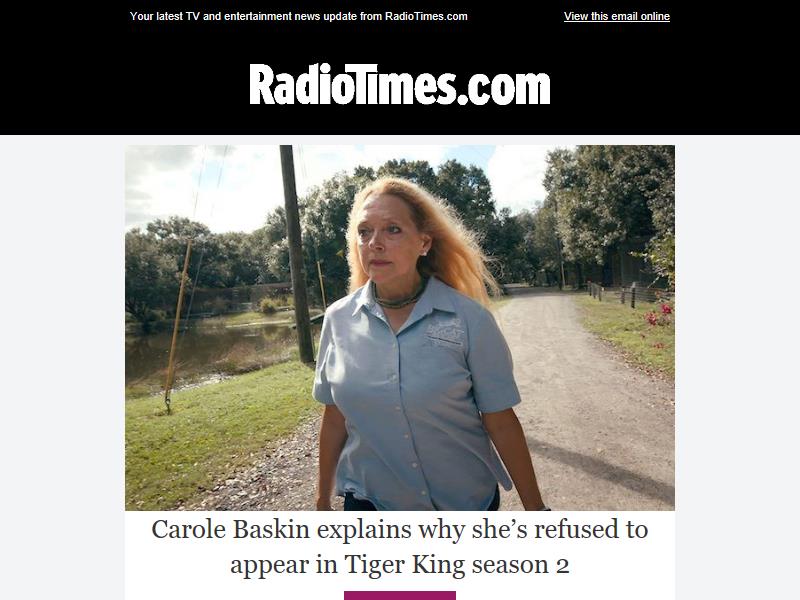 Your latest TV and entertainment news update from RadioTimes.com
View this email online
RadioTimes.com
Carole Baskin explains why she’s refused to
appear in Tiger King season 2